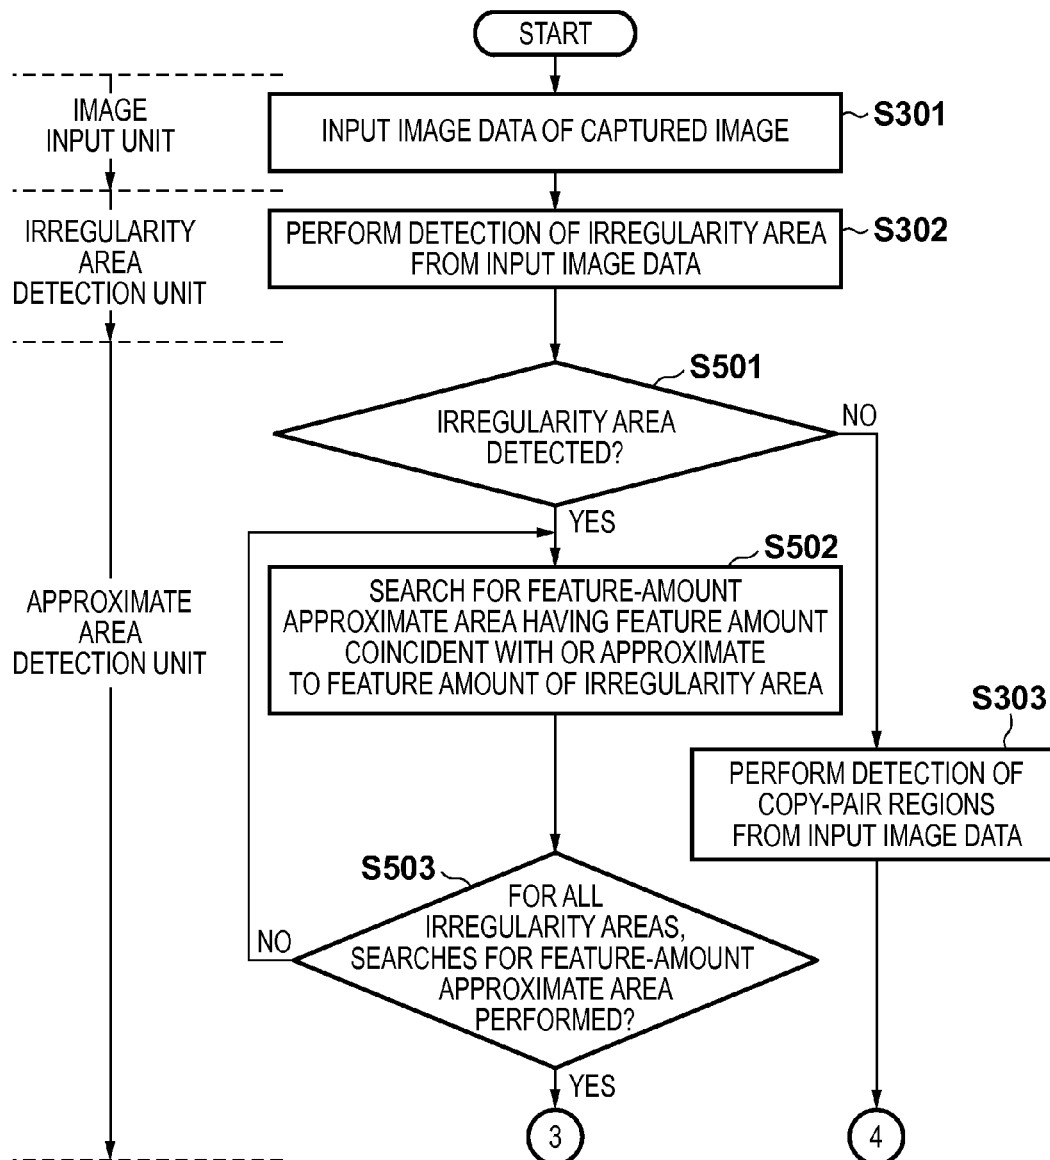 START
IMAGE
INPUT UNIT
INPUT IMAGE DATA OF CAPTURED IMAGE
S301
IRREGULARITY
AREA
DETECTION UNIT
PERFORM DETECTION OF IRREGULARITY AREA
FROM INPUT IMAGE DATA
S302
S501
IRREGULARITY AREA
DETECTED?
NO
YES
S502
APPROXIMATE
AREA
DETECTION UNIT
SEARCH FOR FEATURE-AMOUNT
APPROXIMATE AREA HAVING FEATURE AMOUNT
COINCIDENT WITH OR APPROXIMATE
TO FEATURE AMOUNT OF IRREGULARITY AREA
S303
PERFORM DETECTION OF
COPY-PAIR REGIONS
FROM INPUT IMAGE DATA
S503
FOR ALL
IRREGULARITY AREAS,
SEARCHES FOR FEATURE-AMOUNT
APPROXIMATE AREA
PERFORMED?
NO
YES
3
4